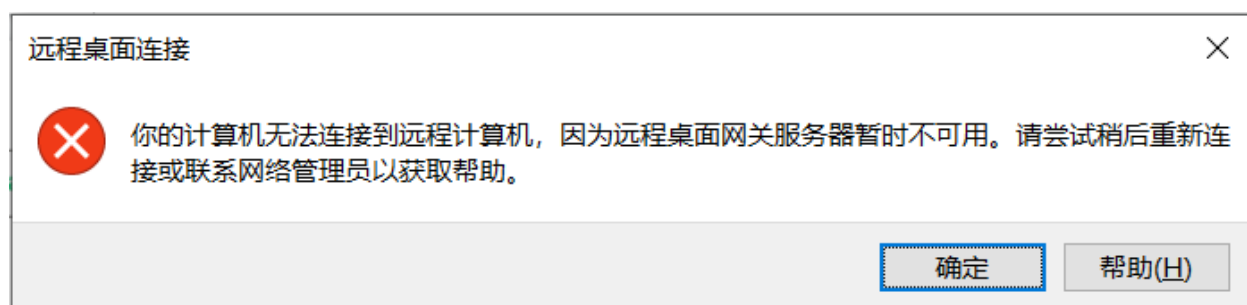 远程桌面连接
你的计算机无法连接到远程计算机，因为远程桌面网关服务器暂时不可用。请尝试稍后重新连
接或联系网络管理员以获取帮助。
确定
帮助(H)